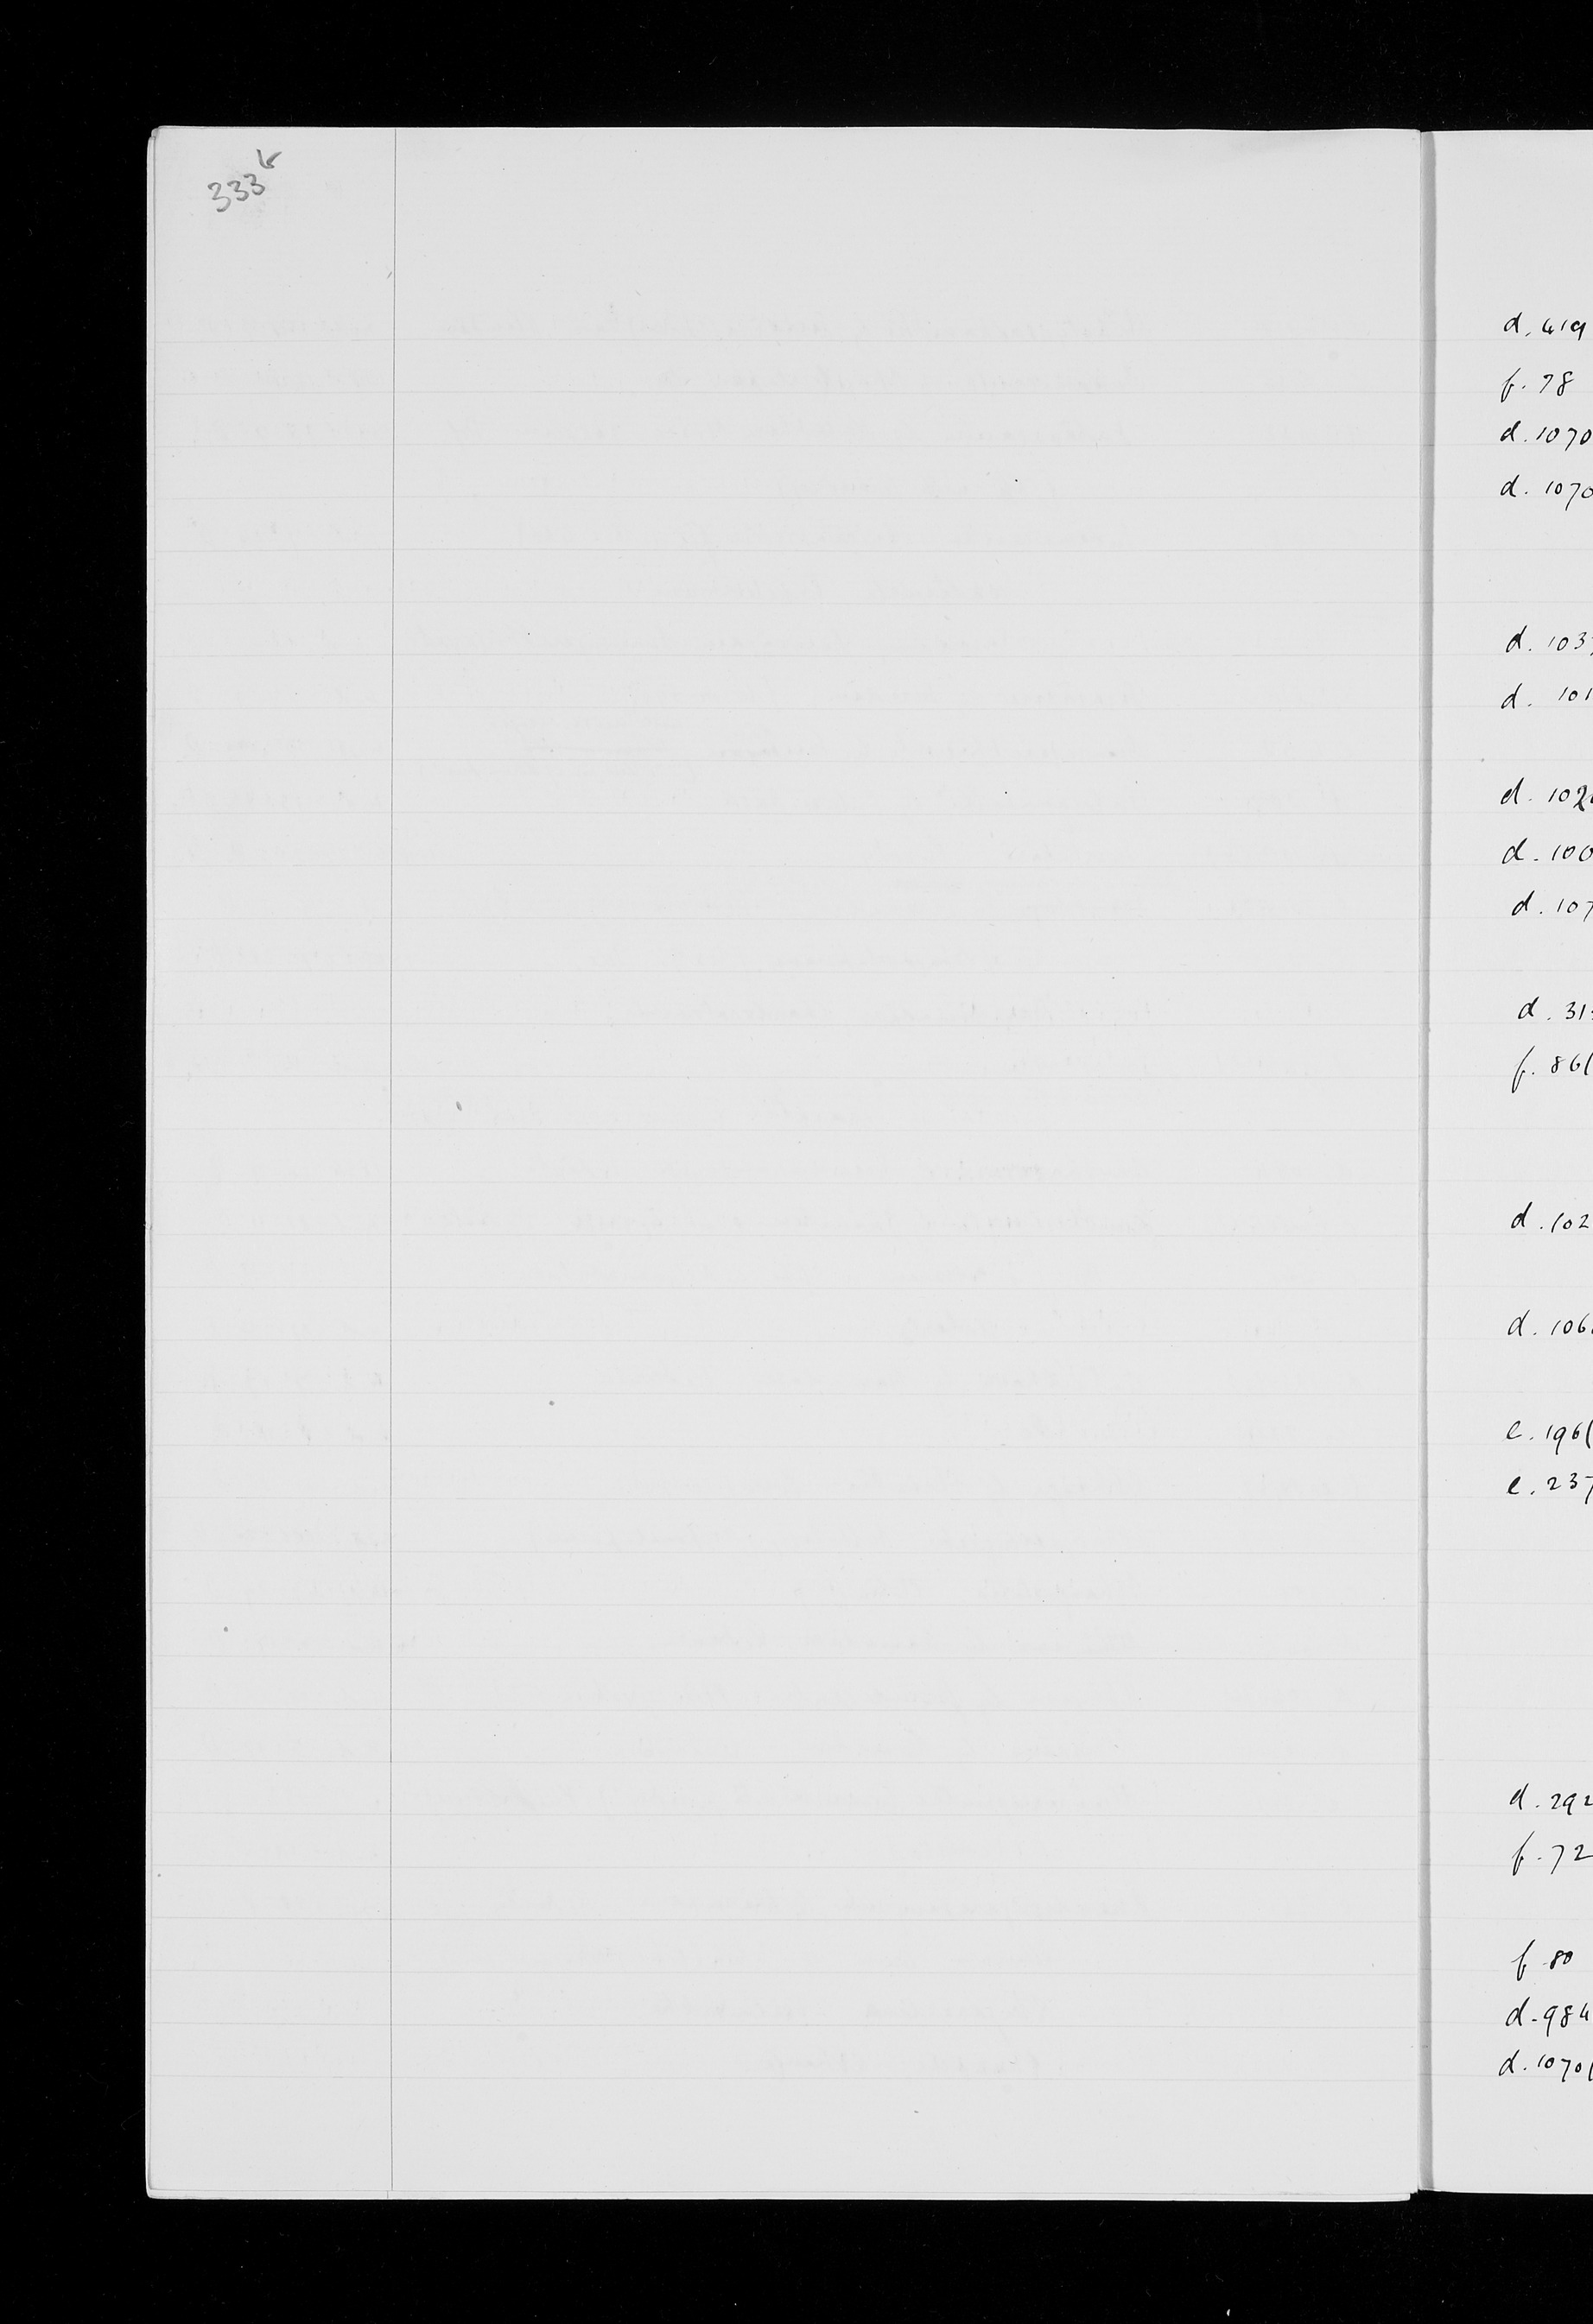 333v
d. 419
f. 78
d. 1070
d. 1070
d. 103
d. 101
d. 102
d. 100
d. 107
d. 31
f. 86(
d. 102
d. 106
e. 196(
e. 237
d. 292
f. 72
f. 80
d. 984
d. 1070(